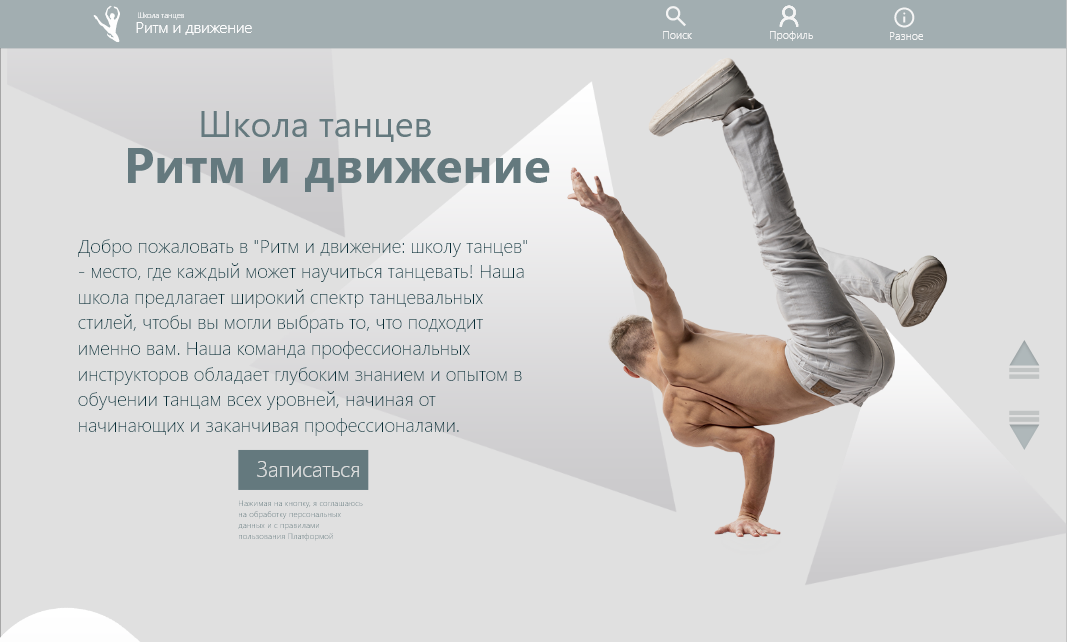 Школа танцев
Ритм и движение
Поиск
Профиль
Разное
Школа танцев
Ритм и движение
Добро пожаловать в "Ритм и движение: школу танцев"
- место, где каждый может научиться танцевать! Наша
школа предлагает широкий спектр танцевальных
стилей, чтобы вы могли выбрать то, что подходит
именно вам. Наша команда профессиональных
инструкторов обладает глубоким знанием и опытом в
обучении танцам всех уровней, начиная от
начинающих и заканчивая профессионалами.
Записаться
Нажимая на кнопку, я соглашаюсь
на обработку персональных
данных и с правилами
пользования Платформой